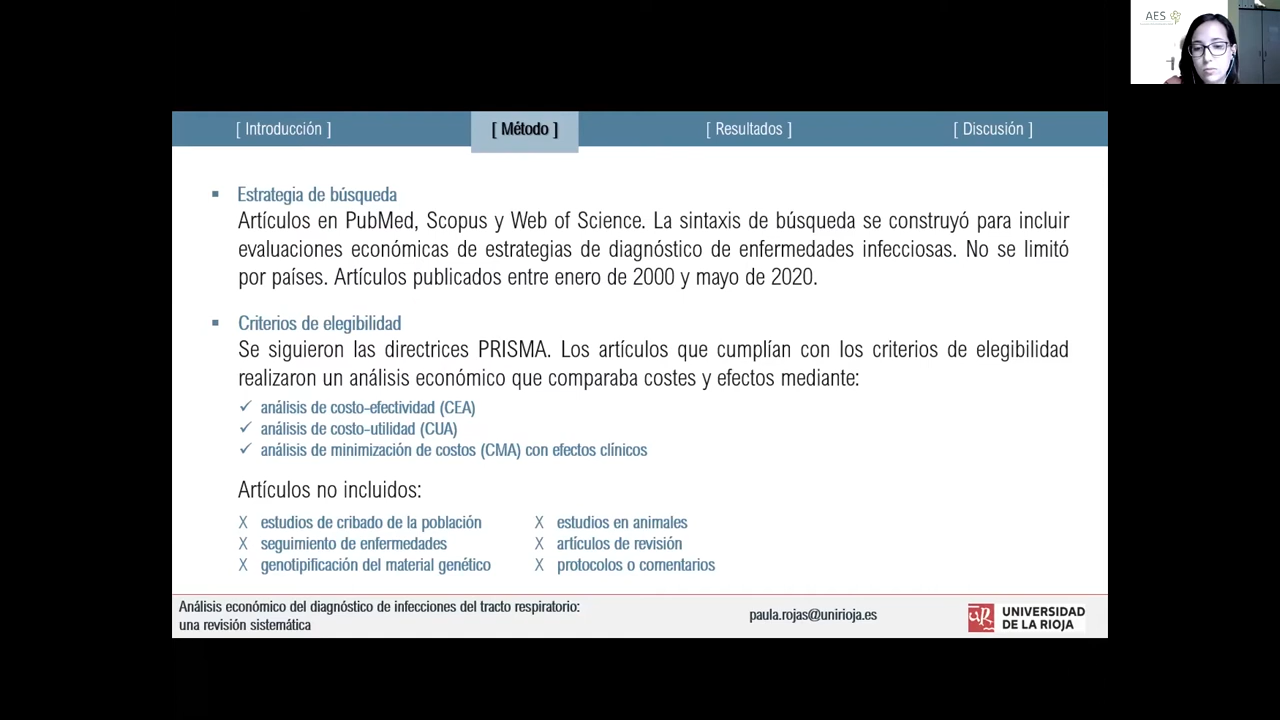 AES
[ Introducción ] [ Método ] [ Resultados ] [ Discusión ]
Estrategia de búsqueda
Artículos en PubMed, Scopus y Web of Science. La sintaxis de búsqueda se construyó para incluir
evaluaciones económicas de estrategias de diagnóstico de enfermedades infecciosas. No se limitó
por países. Artículos publicados entre enero de 2000 y mayo de 2020.
Criterios de elegibilidad
Se siguieron las directrices PRISMA. Los artículos que cumplían con los criterios de elegibilidad
realizaron un análisis económico que comparaba costes y efectos mediante:
análisis de costo-efectividad (CEA)
análisis de costo-utilidad (CUA)
análisis de minimización de costos (CMA) con efectos clínicos
Artículos no incluidos:
X estudios de cribado de la población
X seguimiento de enfermedades
X genotipificación del material genético
X estudios en animales
X artículos de revisión
X protocolos o comentarios
Análisis económico del diagnóstico de infecciones del tracto respiratorio:
una revisión sistemática
paula.rojas@unirioja.es
UNIVERSIDAD
DE LA RIOJA